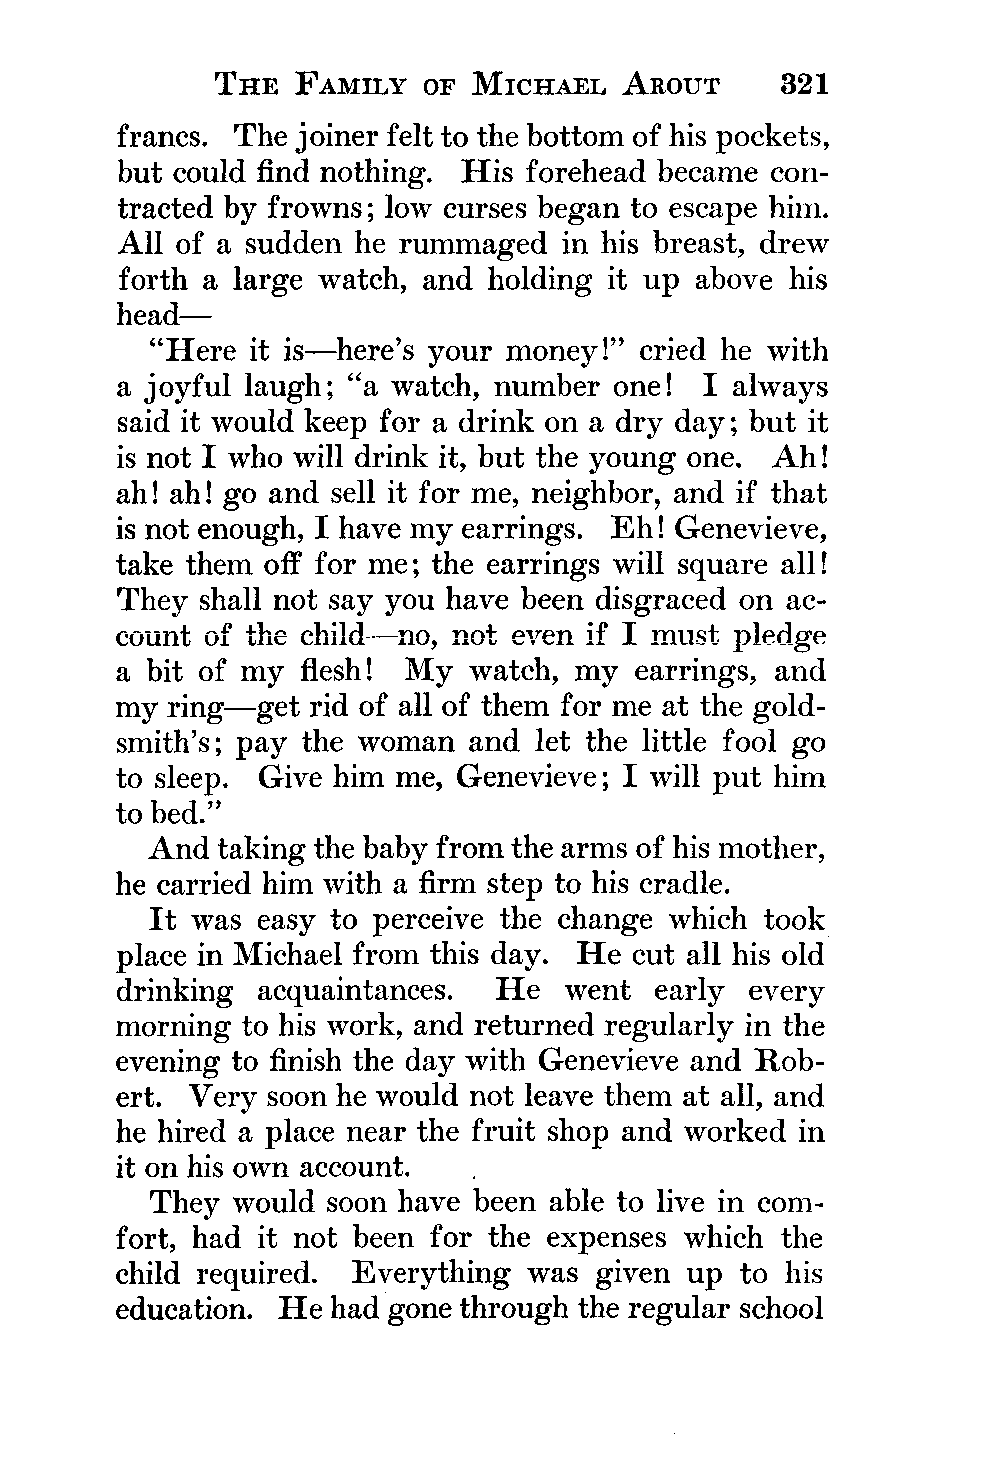 THE FAMILY OF MICHAEL AROUT 321
francs. The joiner felt to the bottom of his pockets,
but could find nothing. His forehead became con-
tracted by frowns; low curses began to escape him.
All of a sudden he rummaged in his breast, drew
forth a large watch, and holding it up above his
head—
"Here it is—here's your money!" cried he with
a joyful laugh; "a watch, number one! I always
said it would keep for a drink on a dry day; but it
is not I who will drink it, but the young one. Ah!
ah! ah! go and sell it for me, neighbor, and if that
is not enough, I have my earrings. Eh! Genevieve,
take them off for me; the earrings will square all!
They shall not say you have been disgraced on ac-
count of the child—no, not even if I must pledge
a bit of my flesh! My watch, my earrings, and
my ring—get rid of all of them for me at the gold-
smith's; pay the woman and let the little fool go
to sleep. Give him me, Genevieve; I will put him
to bed."
And taking the baby from the arms of his mother,
he carried him with a firm step to his cradle.
It was easy to perceive the change which took
place in Michael from this day. He cut all his old
drinking acquaintances. He went early every
morning to his work, and returned regularly in the
evening to finish the day with Genevieve and Rob-
ert. Very soon he would not leave them at all, and
he hired a place near the fruit shop and worked in
it on his own account.
They would soon have been able to live in com-
fort, had it not been for the expenses which the
child required. Everything was given up to his
education. He had gone through the regular school